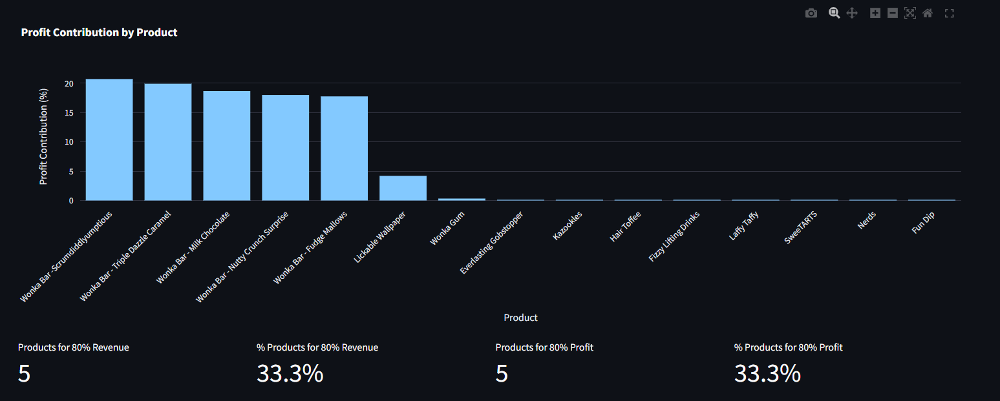 Profit Contribution by Product
Profit Contribution (%)
20
15
10
5
0
Wonka Bar -Scrumdiddlyumptious
Wonka Bar - Triple Dazzle Caramel
Wonka Bar - Milk Chocolate
Wonka Bar - Nutty Crunch Surprise
Wonka Bar - Fudge Mallows
Lickable Wallpaper
Wonka Gum
Everlasting Gobstopper
Kazookles
Hair Toffee
Fizzy Lifting Drinks
Laffy Taffy
SweeTARTS
Nerds
Fun Dip
Product
Products for 80% Revenue
5
% Products for 80% Revenue
33.3%
Products for 80% Profit
5
% Products for 80% Profit
33.3%